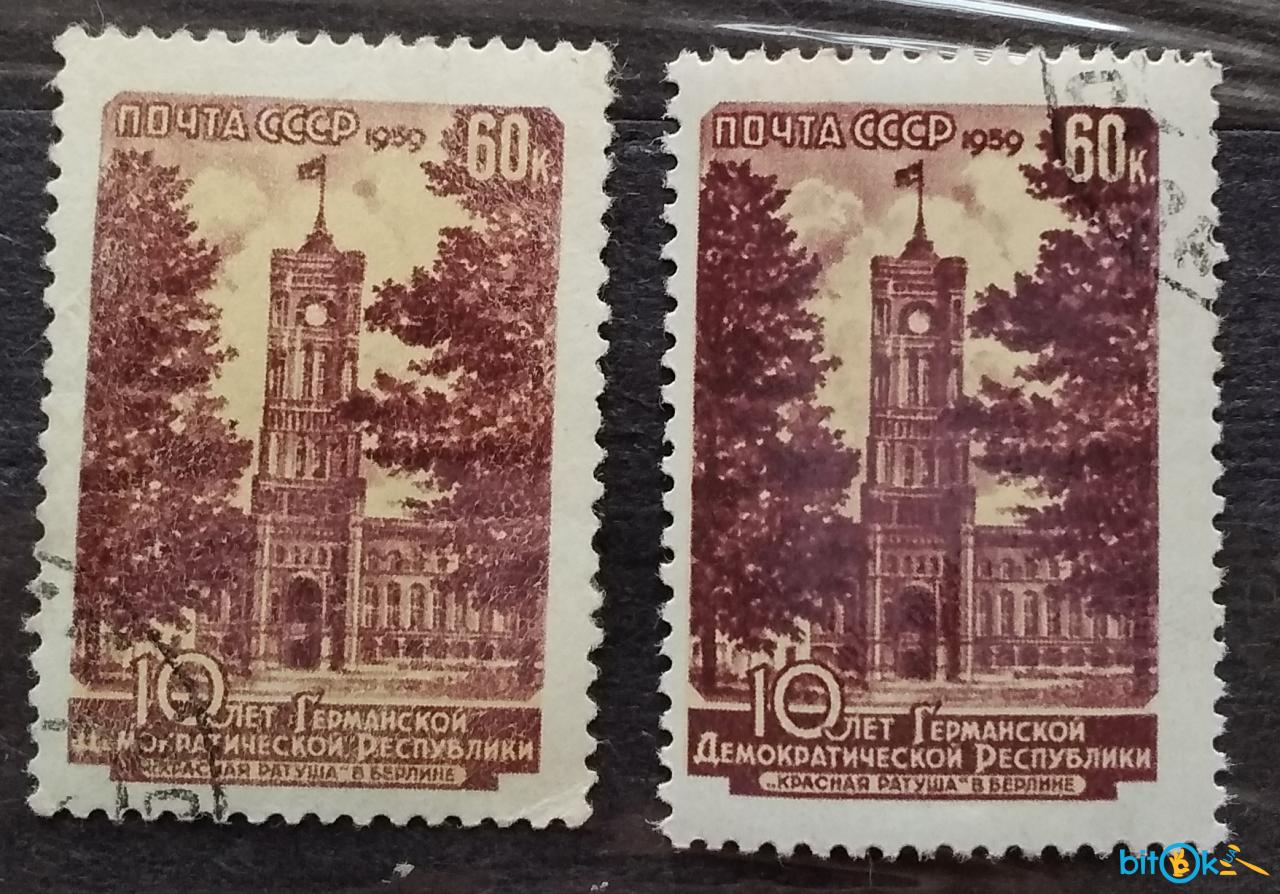 ПОЧТА СССР 1959 60к
10 ЛЕТ ГЕРМАНСКОЙ
ДЕМОКРАТИЧЕСКОЙ РЕСПУБЛИКИ
„КРАСНАЯ РАТУША" В БЕРЛИНЕ
ПОЧТА СССР 1959 60к
10 ЛЕТ ГЕРМАНСКОЙ
ДЕМОКРАТИЧЕСКОЙ РЕСПУБЛИКИ
„КРАСНАЯ РАТУША" В БЕРЛИНЕ
bitok.UA